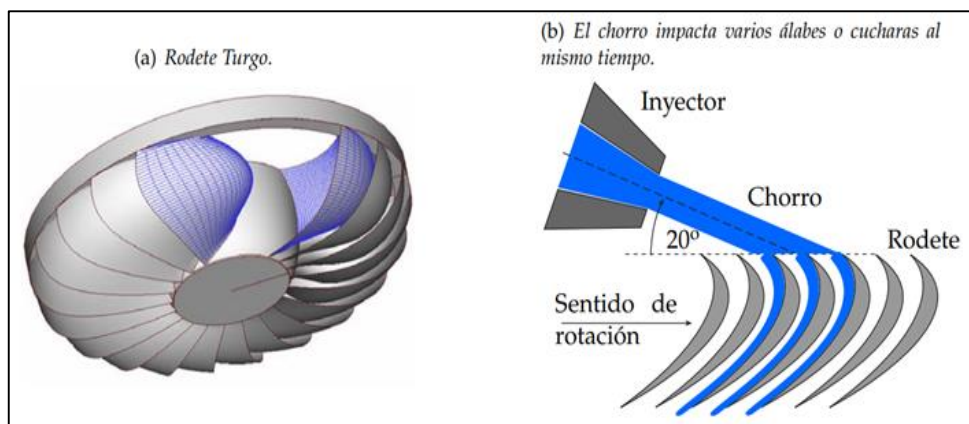 (a) Rodete Turgo.
(b) El chorro impacta varios álabes o cucharas al
mismo tiempo.
Inyector
Chorro
20º
Rodete
Sentido de
rotación